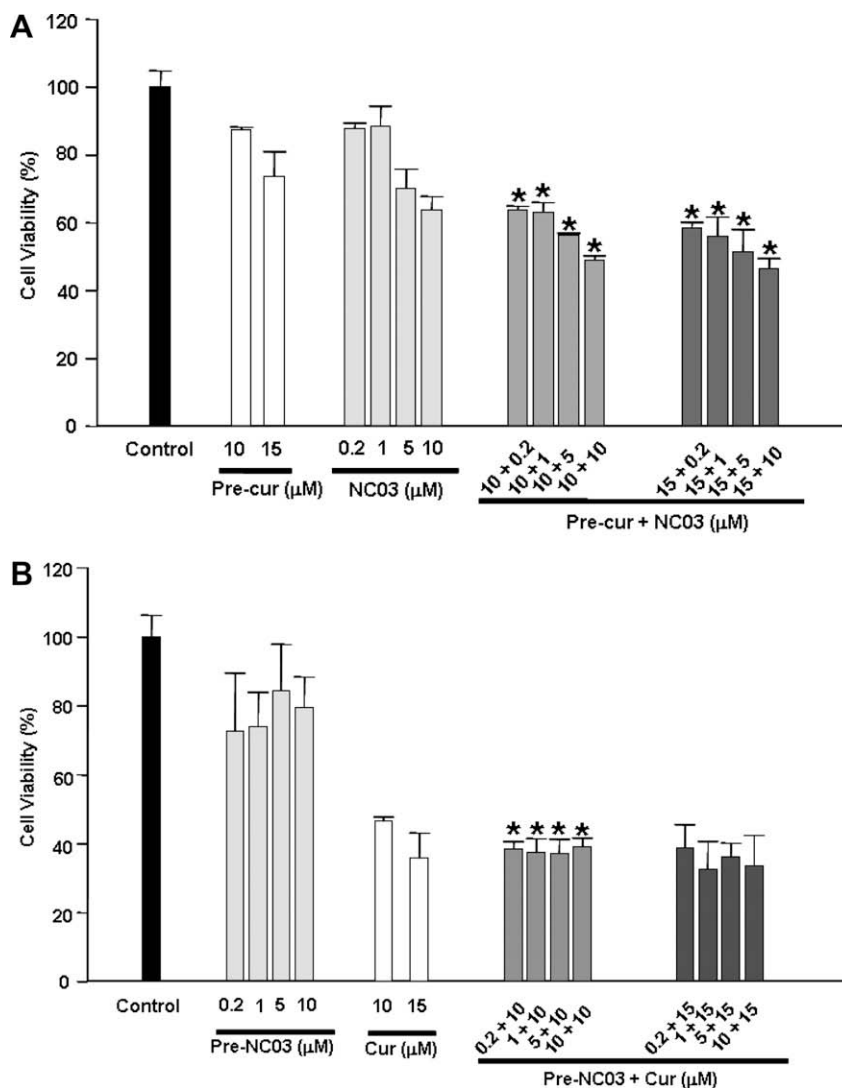 A
120
100
80
60
40
20
0
Cell Viability (%)
* * * * * * * *
Control 10 15 0.2 1 5 10 10 + 0.2 10 + 1 10 + 5 10 + 10 15 + 0.2 15 + 1 15 + 5 15 + 10
Pre-cur (μM) NC03 (μM)
Pre-cur + NC03 (μM)
B
120
100
80
60
40
20
0
Cell Viability (%)
* * * *
Control 0.2 1 5 10 10 15 0.2 + 10 1 + 10 5 + 10 10 + 10 0.2 + 15 1 + 15 5 + 15 10 + 15
Pre-NC03 (μM) Cur (μM)
Pre-NC03 + Cur (μM)